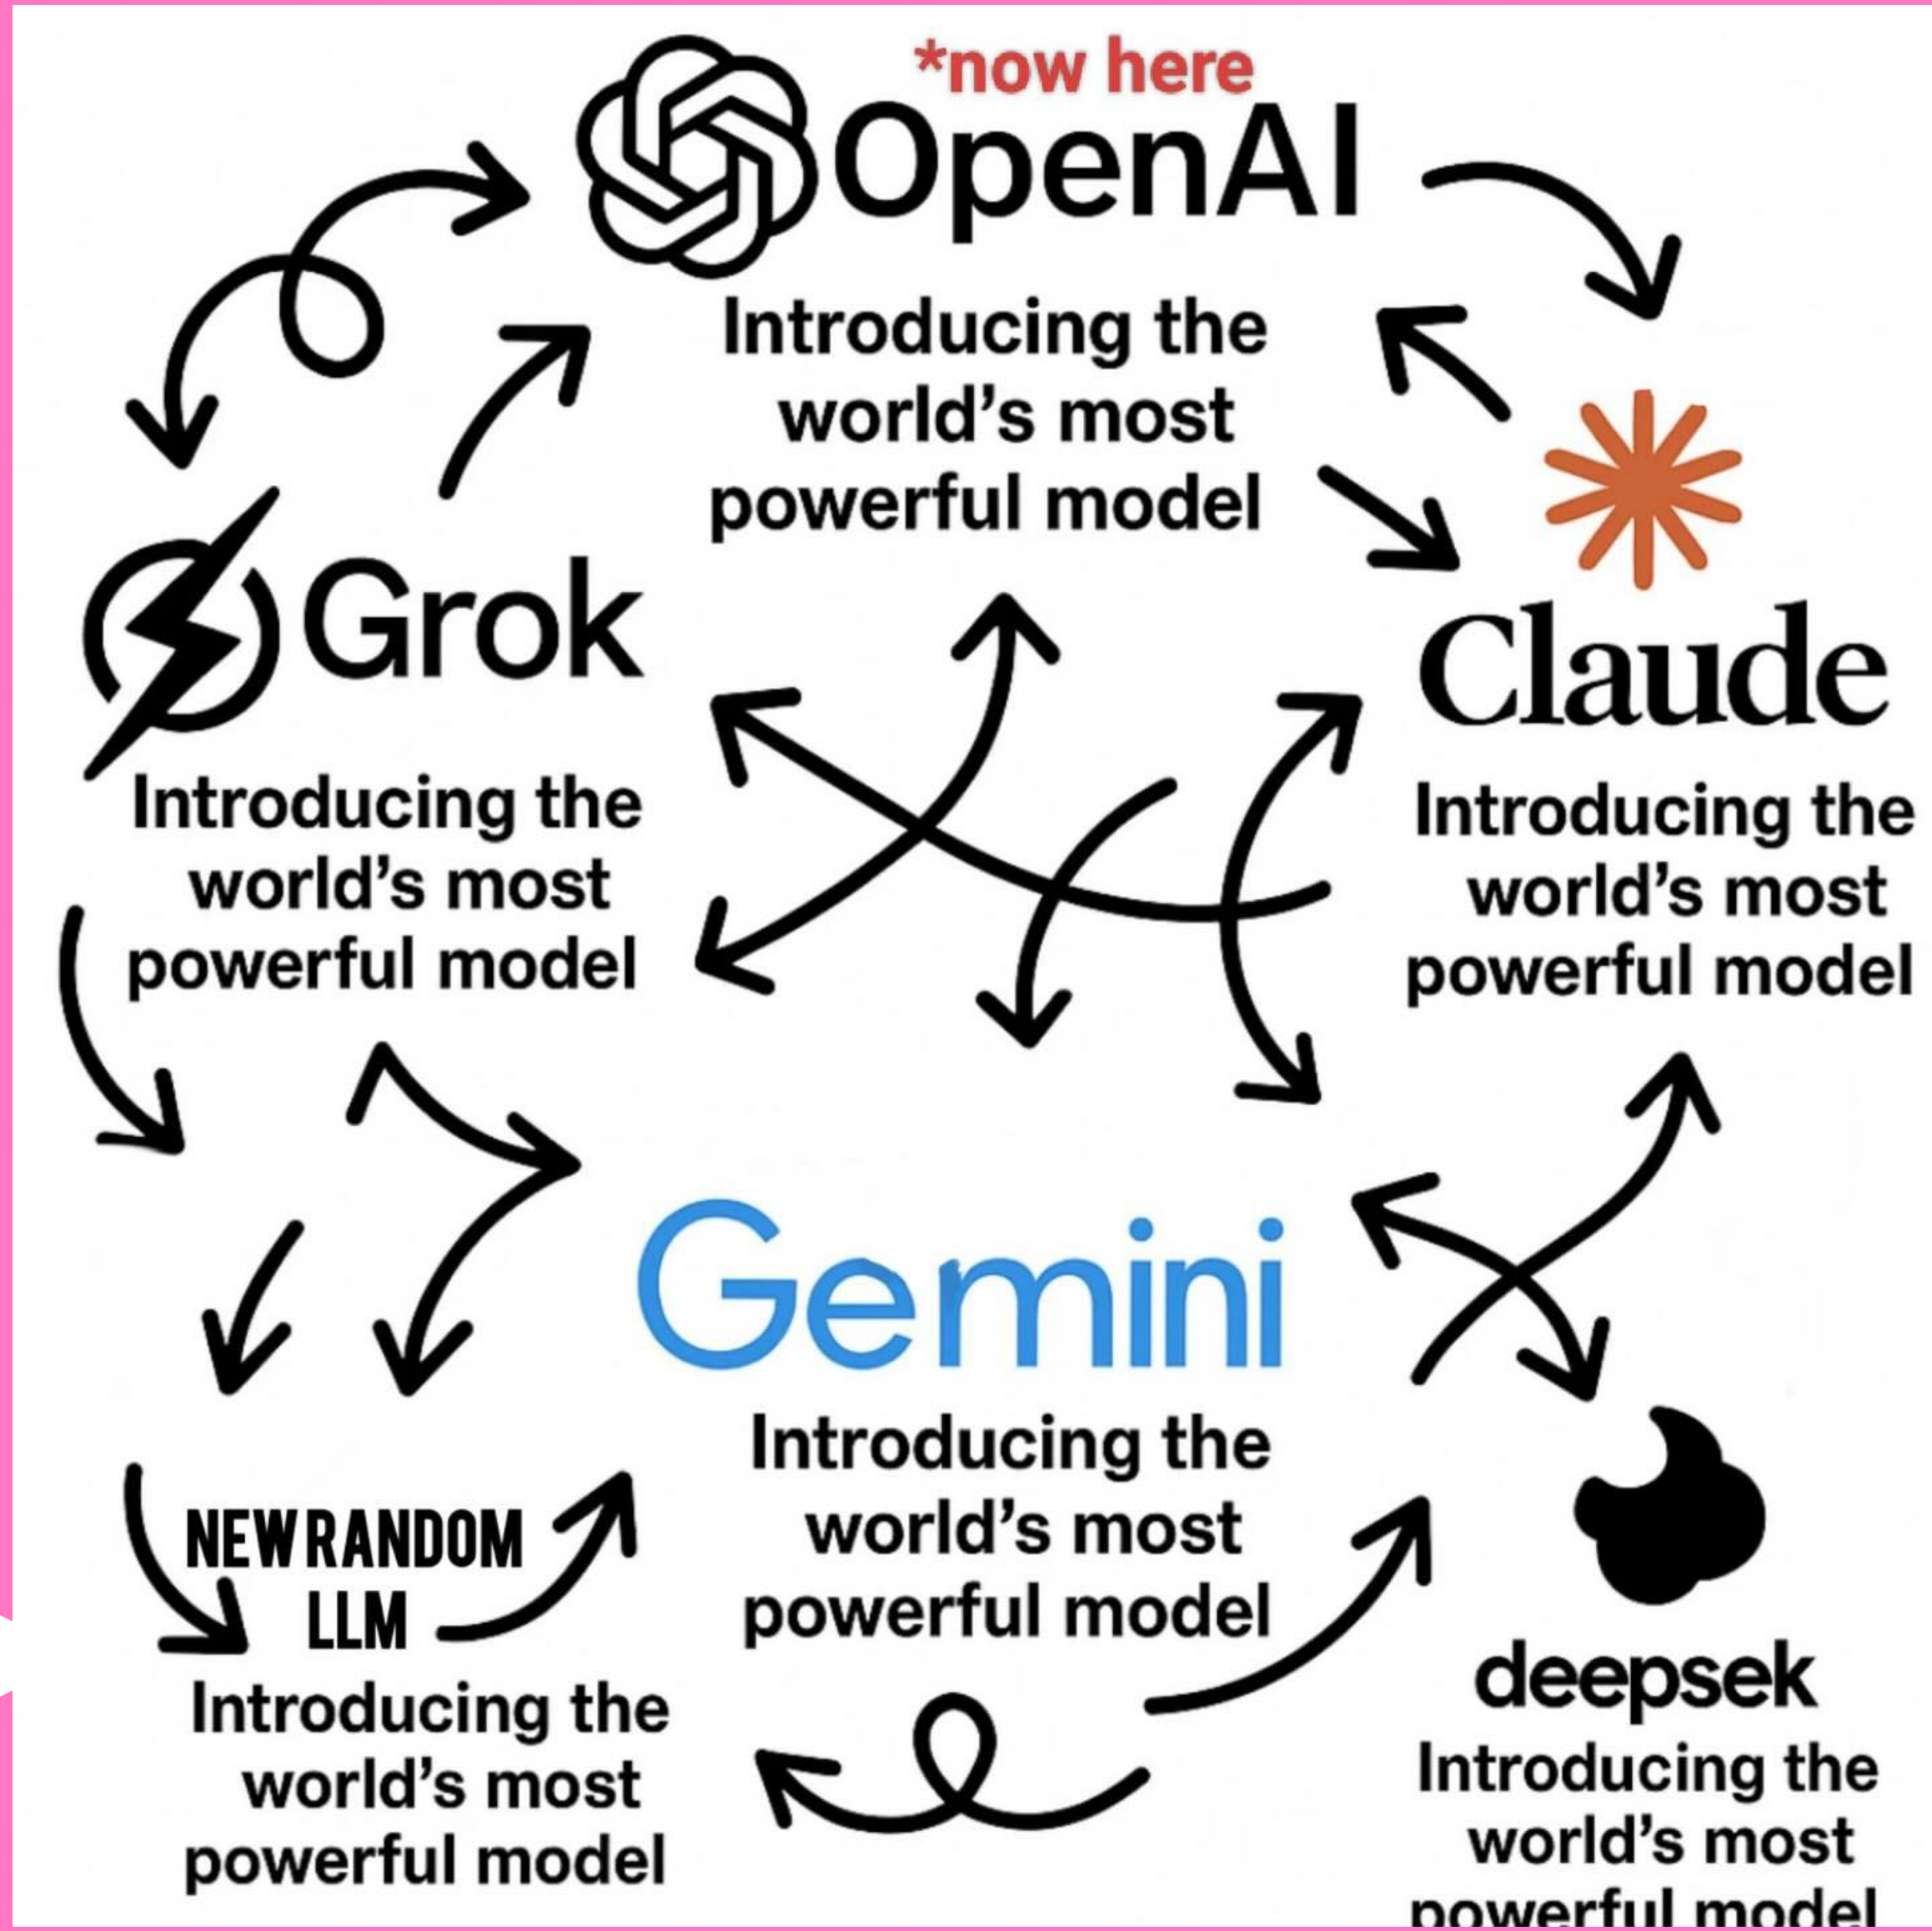 *now here
OpenAI
Introducing the
world's most
powerful model
Grok
Introducing the
world's most
powerful model
Claude
Introducing the
world's most
powerful model
Gemini
Introducing the
world's most
powerful model
NEW RANDOM
LLM
Introducing the
world's most
powerful model
deepsek
Introducing the
world's most
powerful model